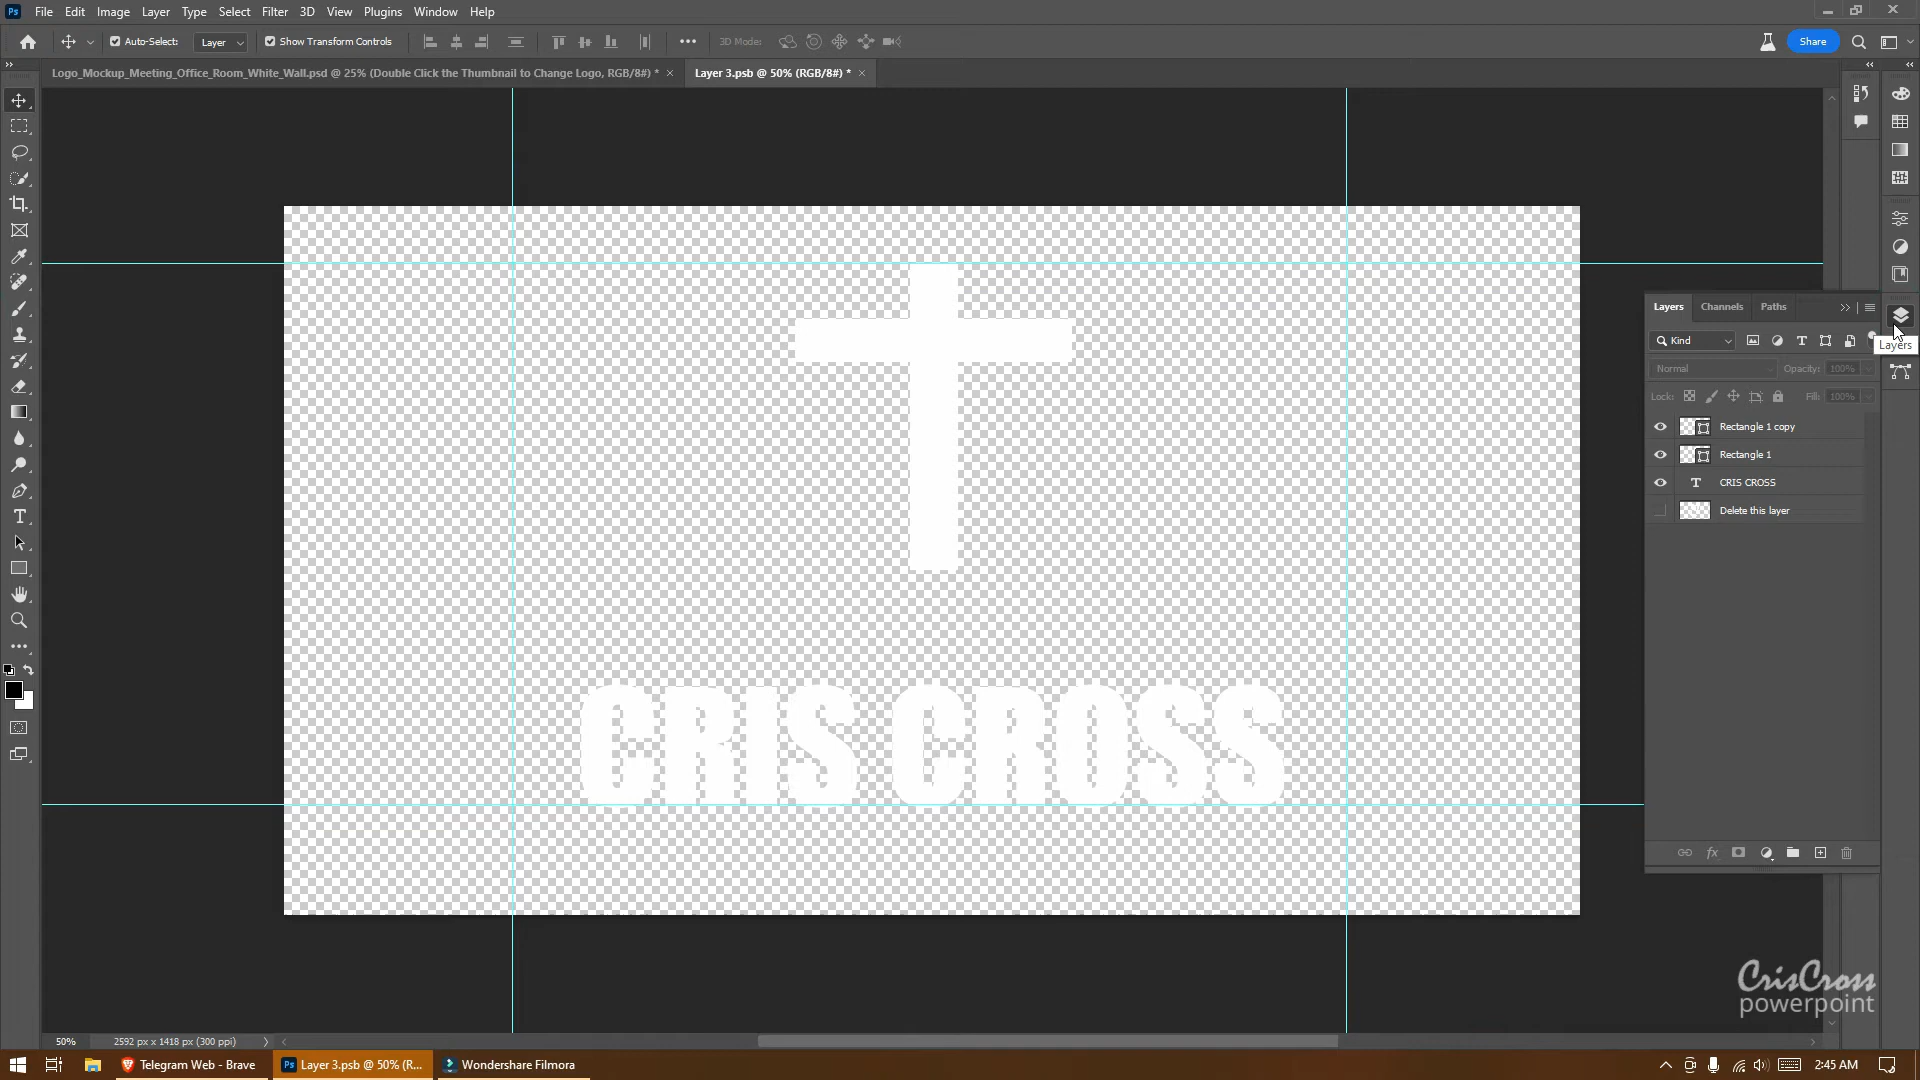 Ps File Edit Image Layer Type Select Filter 3D View Plugins Window Help
Auto-Select: Layer Show Transform Controls 3D Mode: Share
Logo_Mockup_Meeting_Office_Room_White_Wall.psd @ 25% (Double Click the Thumbnail to Change Logo, RGB/8#) * × Layer 3.psb @ 50% (RGB/8#) * ×
Layers Channels Paths
Kind
Layers
Normal Opacity: 100%
Lock: Fill: 100%
Rectangle 1 copy
Rectangle 1
T CRIS CROSS
Delete this layer
CRIS CROSS
fx
CrisCross
powerpoint
50% 2592 px x 1418 px (300 ppi)
Telegram Web - Brave Ps Layer 3.psb @ 50% (R... Wondershare Filmora 2:45 AM